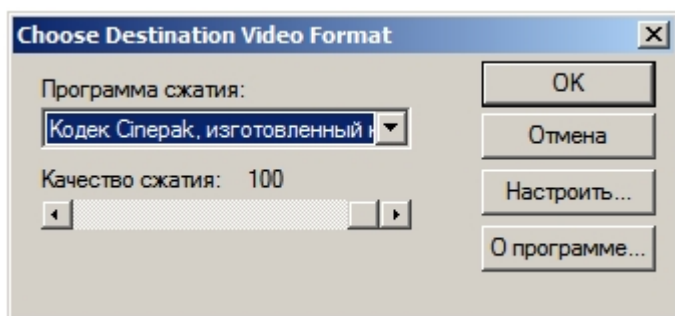 Choose Destination Video Format
Программа сжатия:
Кодек Cinepak, изготовленный
Качество сжатия: 100
OK
Отмена
Настроить...
О программе...